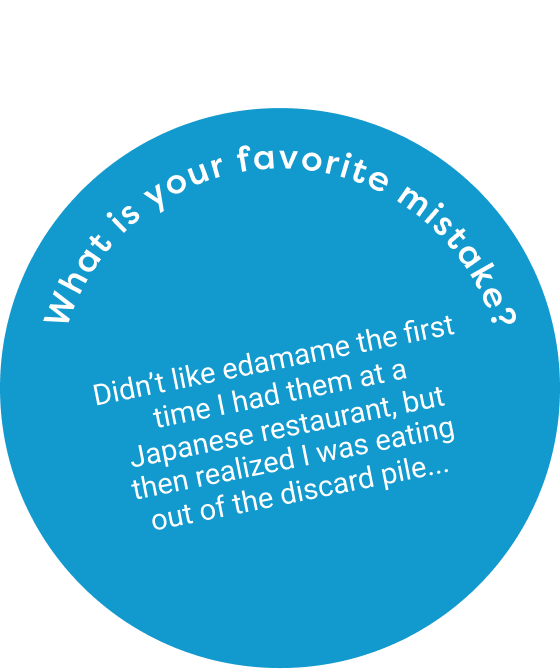 What is your favorite mistake?
Didn’t like edamame the first
time I had them at a
Japanese restaurant, but
then realized I was eating
out of the discard pile...